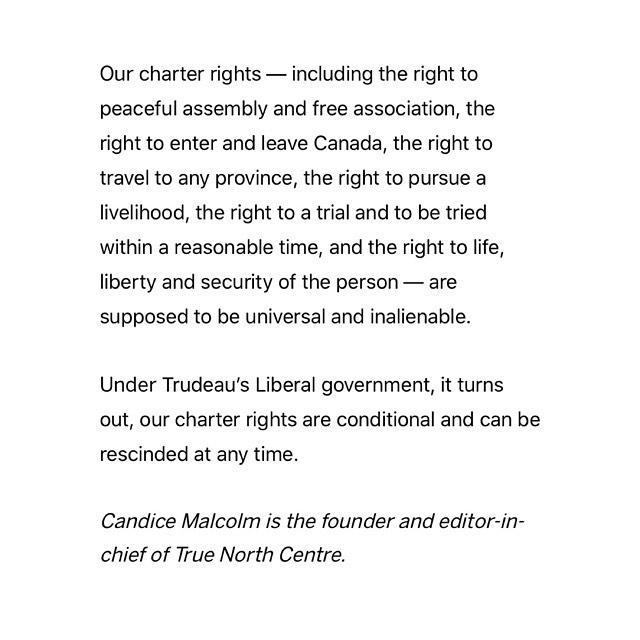 Our charter rights — including the right to
peaceful assembly and free association, the
right to enter and leave Canada, the right to
travel to any province, the right to pursue a
livelihood, the right to a trial and to be tried
within a reasonable time, and the right to life,
liberty and security of the person — are
supposed to be universal and inalienable.
Under Trudeau’s Liberal government, it turns
out, our charter rights are conditional and can be
rescinded at any time.
Candice Malcolm is the founder and editor-in-
chief of True North Centre.